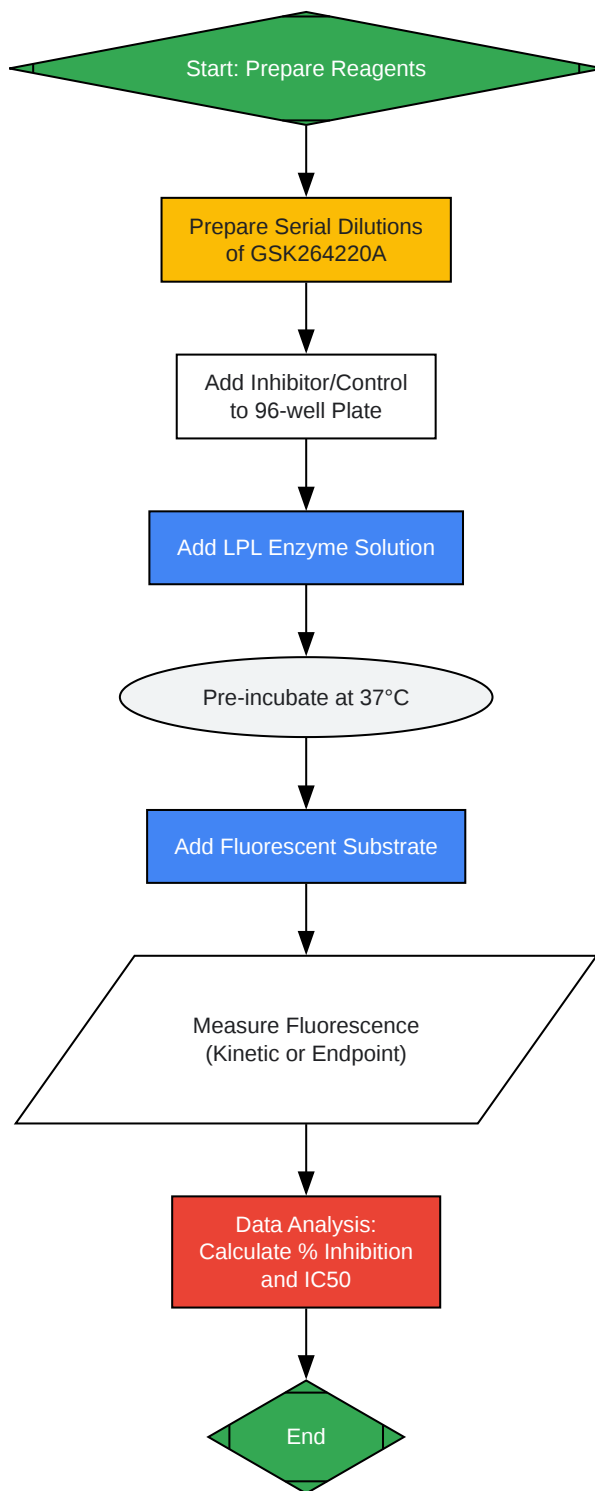 Start: Prepare Reagents
Prepare Serial Dilutions
of GSK264220A
Add Inhibitor/Control
to 96-well Plate
Add LPL Enzyme Solution
Pre-incubate at 37°C
Add Fluorescent Substrate
Measure Fluorescence
(Kinetic or Endpoint)
Data Analysis:
Calculate % Inhibition
and IC50
End